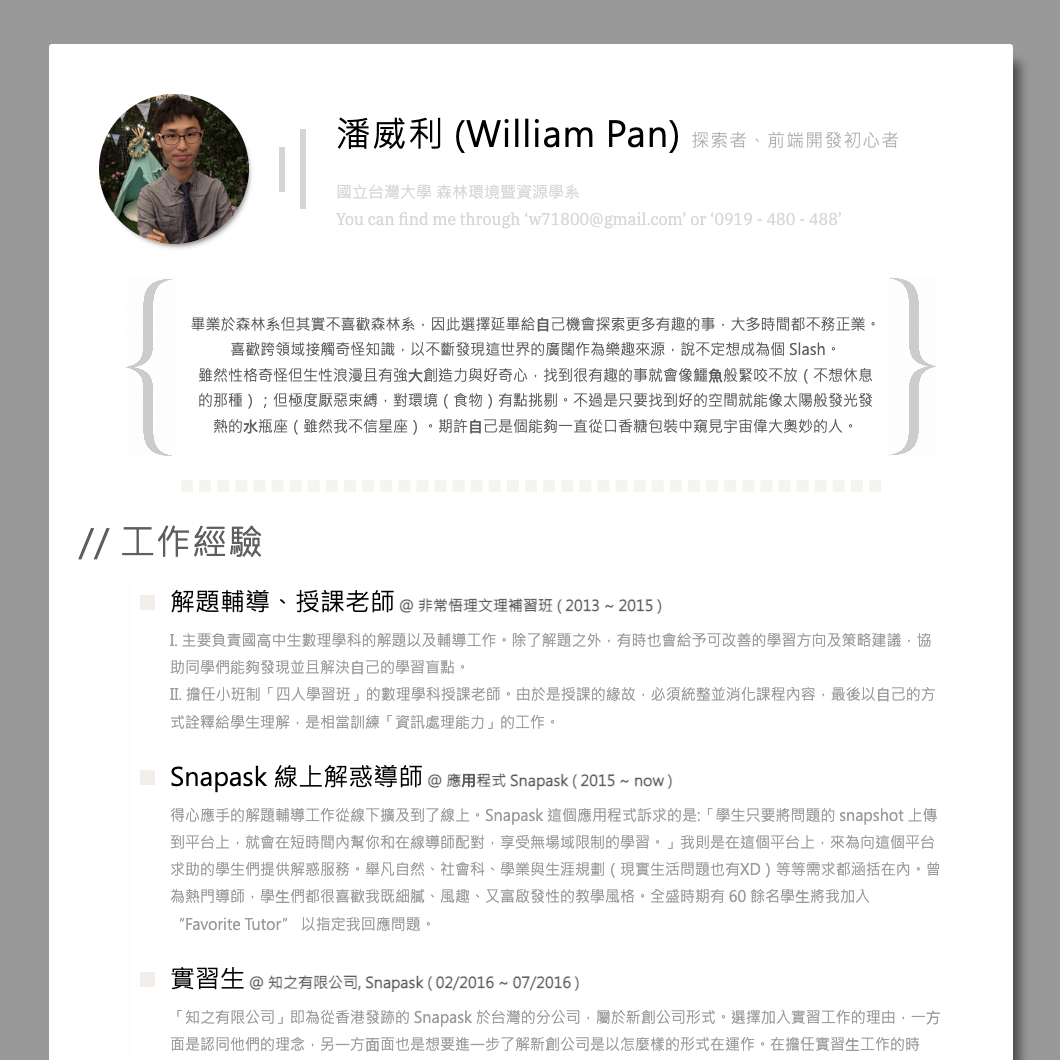 潘威利 (William Pan) 探索者、前端開發初心者
國立台灣大學 森林環境暨資源學系
You can find me through ‘w71800@gmail.com’ or ‘0919 - 480 - 488’
畢業於森林系但其實不喜歡森林系，因此選擇延畢給自己機會探索更多有趣的事，大多時間都不務正業。
喜歡跨領域接觸奇怪知識，以不斷發現這世界的廣闊作為樂趣來源，說不定想成為個 Slash。
雖然性格奇怪但生性浪漫且有強大創造力與好奇心，找到很有趣的事就會像鱷魚般緊咬不放（不想休息
的那種）；但極度厭惡束縛，對環境（食物）有點挑剔。不過是只要找到好的空間就能像太陽般發光發
熱的水瓶座（雖然我不信星座）。期許自己是個能夠一直從口香糖包裝中窺見宇宙偉大奧妙的人。
// 工作經驗
解題輔導、授課老師 @ 非常悟理文理補習班 ( 2013 ~ 2015 )
I. 主要負責國高中生數理學科的解題以及輔導工作。除了解題之外，有時也會給予可改善的學習方向及策略建議，協
助同學們能夠發現並且解決自己的學習盲點。
II. 擔任小班制「四人學習班」的數理學科授課老師。由於是授課的緣故，必須統整並消化課程內容，最後以自己的方
式詮釋給學生理解，是相當訓練「資訊處理能力」的工作。
Snapask 線上解惑導師 @ 應用程式 Snapask ( 2015 ~ now )
得心應手的解題輔導工作從線下擴及到了線上。Snapask 這個應用程式訴求的是:「學生只要將問題的 snapshot 上傳
到平台上，就會在短時間內幫你和在線導師配對，享受無場域限制的學習。」我則是在這個平台上，來為向這個平台
求助的學生們提供解惑服務。舉凡自然、社會科、學業與生涯規劃（現實生活問題也有XD）等等需求都涵括在內。曾
為熱門導師，學生們都很喜歡我既細膩、風趣、又富啟發性的教學風格。全盛時期有 60 餘名學生將我加入
“Favorite Tutor” 以指定我回應問題。
實習生 @ 知之有限公司, Snapask ( 02/2016 ~ 07/2016 )
「知之有限公司」即為從香港發跡的 Snapask 於台灣的分公司，屬於新創公司形式。選擇加入實習工作的理由，一方
面是認同他們的理念，另一方面面也是想要進一步了解新創公司是以怎麼樣的形式在運作。在擔任實習生工作的時